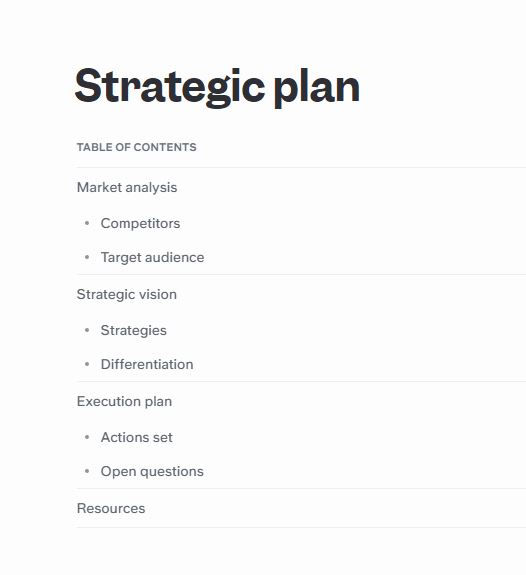 Strategic plan
TABLE OF CONTENTS
Market analysis
• Competitors
• Target audience
Strategic vision
• Strategies
• Differentiation
Execution plan
• Actions set
• Open questions
Resources